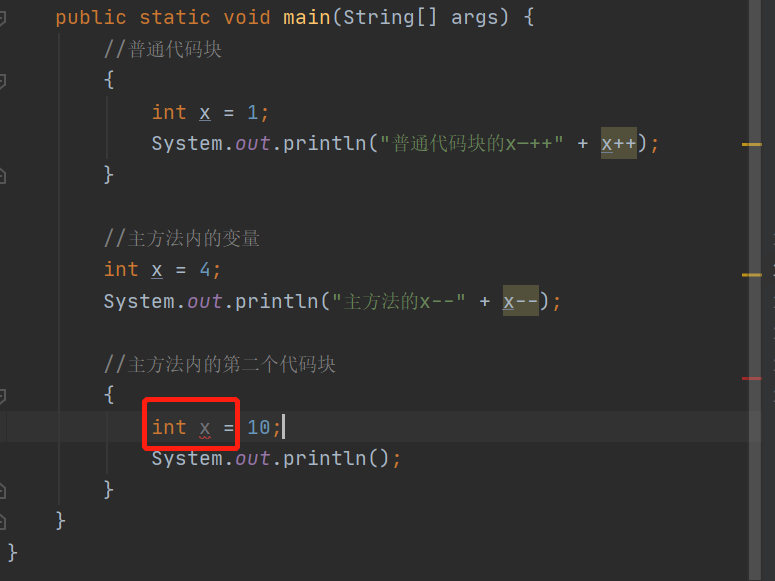 public static void main(String[] args) {
//普通代码块
{
int x = 1;
System.out.println("普通代码块的x-++" + x++);
}
//主方法内的变量
int x = 4;
System.out.println("主方法的x--" + x--);
//主方法内的第二个代码块
{
int x = 10;
System.out.println();
}
}
}